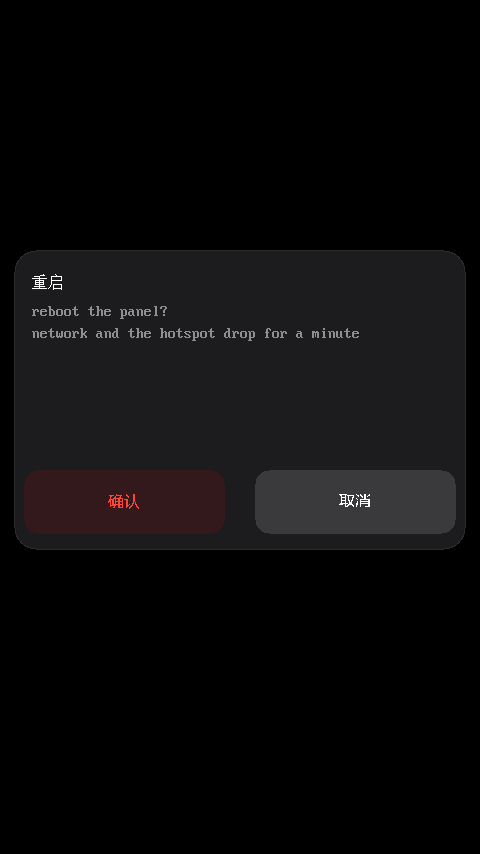 重启
reboot the panel?
network and the hotspot drop for a minute
确认
取消